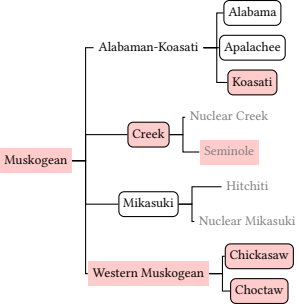 Alabama
Alabaman-Koasati
Apalachee
Koasati
Nuclear Creek
Creek
Seminole
Muskogean
Hitchiti
Mikasuki
Nuclear Mikasuki
Chickasaw
Western Muskogean
Choctaw